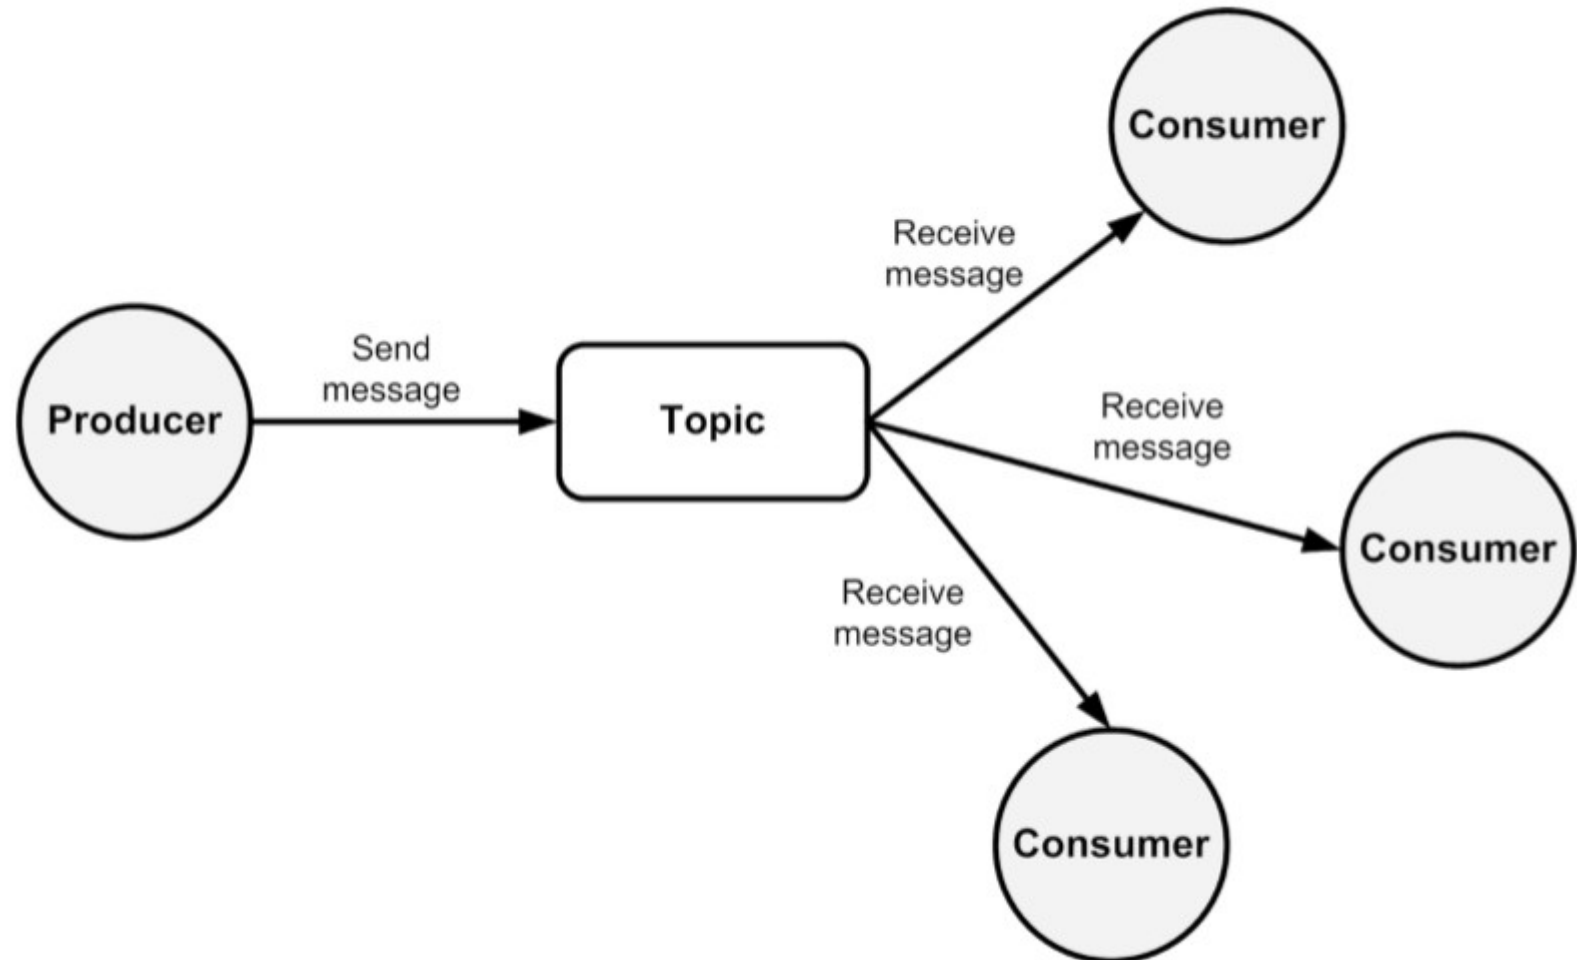 Consumer
Receive
message
Send
message
Producer
Topic
Receive
message
Consumer
Receive
message
Consumer